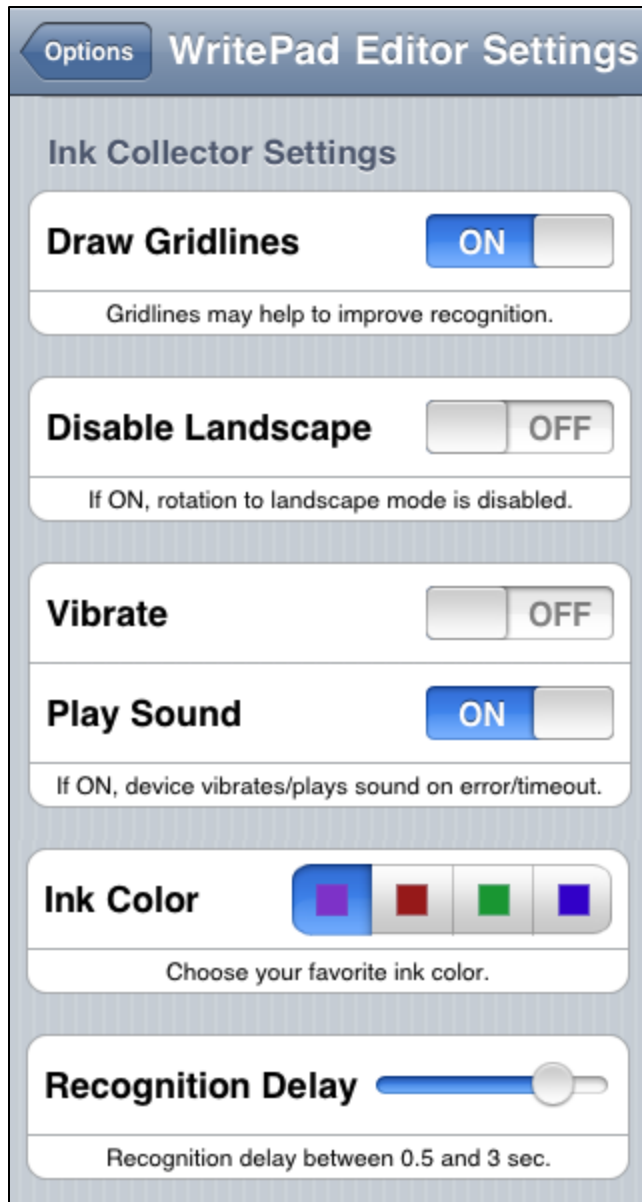 Options WritePad Editor Settings
Ink Collector Settings
Draw Gridlines ON
Gridlines may help to improve recognition.
Disable Landscape OFF
If ON, rotation to landscape mode is disabled.
Vibrate OFF
Play Sound ON
If ON, device vibrates/plays sound on error/timeout.
Ink Color
Choose your favorite ink color.
Recognition Delay
Recognition delay between 0.5 and 3 sec.